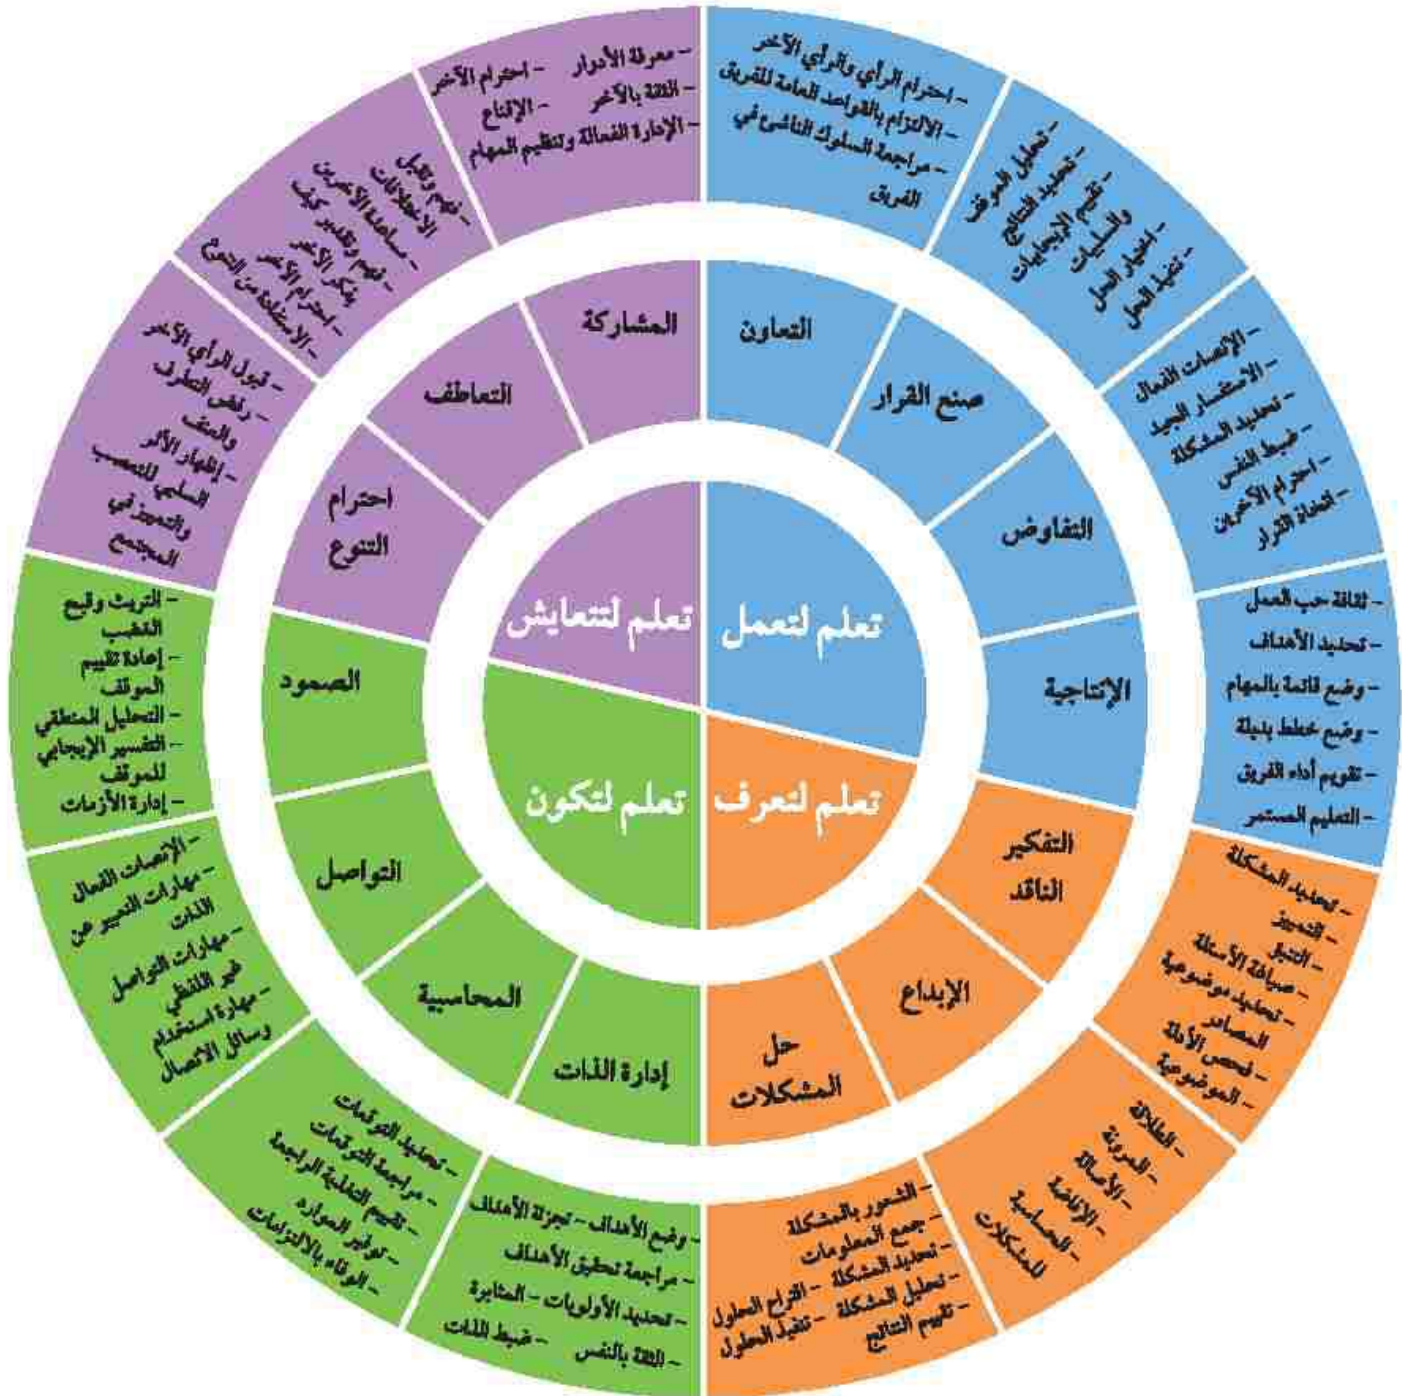 تعلم لتعمل
تعلم لتتعايش
تعلم لتكون
تعلم لتعرف
التعاون
صنع القرار
التفاوض
الإنتاجية
التفكير
الناقد
الإبداع
حل
المشكلات
إدارة الذات
المحاسبية
التواصل
الصمود
احترام
التنوع
التعاطف
المشاركة
– احترام الرأي والرأي الآخر
– الالتزام بالقواعد العامة للفريق
– مراجعة السلوك الناشئ في
الفريق
– تحليل الموقف
– تحديد النتائج
– تقييم الإيجابيات
والسلبيات
– اختيار الحل
– تنفيذ الحل
– الإنصات الفعال
– الاستفسار الجيد
– تحديد المشكلة
– ضبط النفس
– احترام الآخرين
– اتخاذ القرار
– ثقافة حب العمل
– تحديد الأهداف
– وضع قائمة بالمهام
– وضع خطط بديلة
– تقويم أداء الفريق
– التعليم المستمر
– تحديد المشكلة
– التمييز
– التنبؤ
– صياغة الأسئلة
– تحديد موضوعية
المصادر
– فحص الأدلة
– الموضوعية
– الطلاقة
– المرونة
– الأصالة
– الإفاضة
– الحساسية
للمشكلات
– الشعور بالمشكلة
– جمع المعلومات
– تحديد المشكلة – اقتراح الحلول
– تحليل المشكلة – تنفيذ الحلول
– تقييم النتائج
– وضع الأهداف – تجزئة الأهداف
– مراجعة تحقيق الأهداف
– تحديد الأولويات – المثابرة
– الثقة بالنفس – ضبط الذات
– تحديد التوقعات
– مراجعة التوقعات
– تقييم التغذية الراجعة
– توفير الموارد
– الوفاء بالالتزامات
– الإنصات الفعال
– مهارات التعبير عن
الذات
– مهارات التواصل
غير اللفظي
– مهارة استخدام
وسائل الاتصال
– التريث وقيح
الغضب
– إعادة تقييم
الموقف
– التحليل المنطقي
– التفسير الإيجابي
للموقف
– إدارة الأزمات
– قبول الرأي الآخر
– رفض التطرف
والعنف
– إظهار الأثر
السلبي للتعصب
والتمييز في
المجتمع
– فهم وتقبل
الاختلافات
– مساعدة الآخرين
– فهم وتقدير كيف
يفكر الآخر
– احترام الآخر
– الاستفادة من التنوع
– معرفة الأدوار – احترام الآخر
– الثقة بالآخر – الإقناع
– الإدارة الفعالة وتنظيم المهام